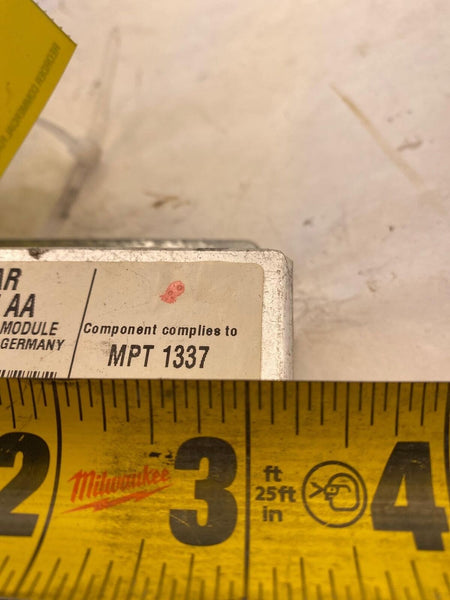 AR
AA
MODULE
GERMANY
Component complies to
MPT 1337
2
Milwaukee
3
ft
25ft
in
4